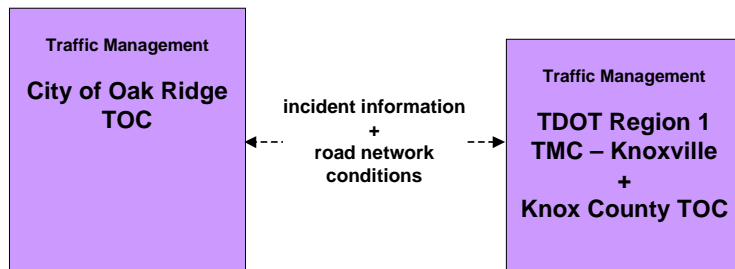 Traffic Management
City of Oak Ridge
TOC
incident information
+
road network
conditions
Traffic Management
TDOT Region 1
TMC – Knoxville
+
Knox County TOC